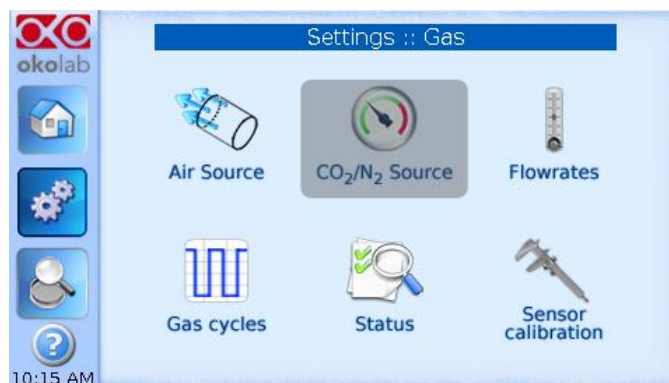 Settings :: Gas
okolab
Air Source
CO₂/N₂ Source
Flowrates
Gas cycles
Status
Sensor
calibration
?
10:15 AM